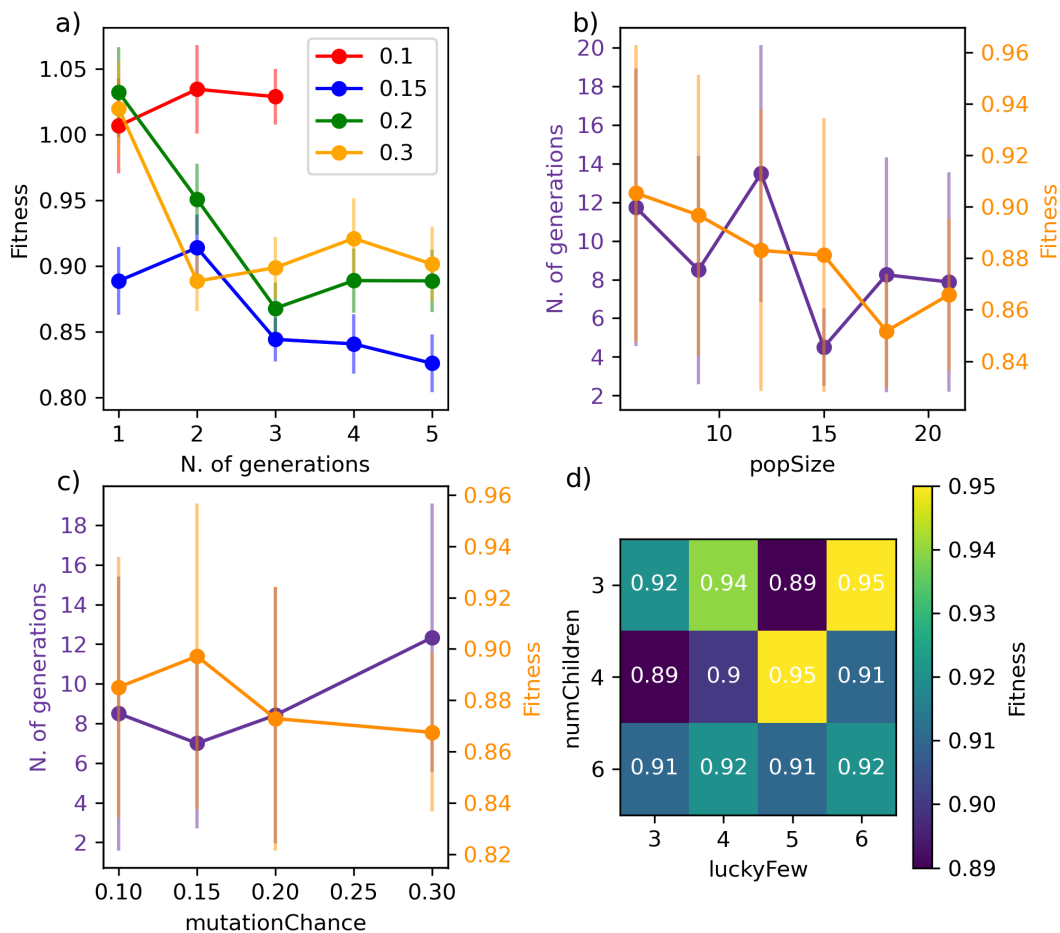 a)
Fitness
1.05
1.00
0.95
0.90
0.85
0.80
0.1
0.15
0.2
0.3
1 2 3 4 5
N. of generations
b)
N. of generations
20
18
16
14
12
10
8
6
4
2
0.96
0.94
0.92
0.90
0.88
0.86
0.84
Fitness
10 15 20
popSize
c)
N. of generations
18
16
14
12
10
8
6
4
2
0.96
0.94
0.92
0.90
0.88
0.86
0.84
0.82
Fitness
0.10 0.15 0.20 0.30
mutationChance
d)
numChildren
3 0.92 0.94 0.89 0.95
4 0.89 0.9 0.95 0.91
6 0.91 0.92 0.91 0.92
3 4 5 6
luckyFew
0.95
0.94
0.93
0.92
0.91
0.90
0.89
Fitness